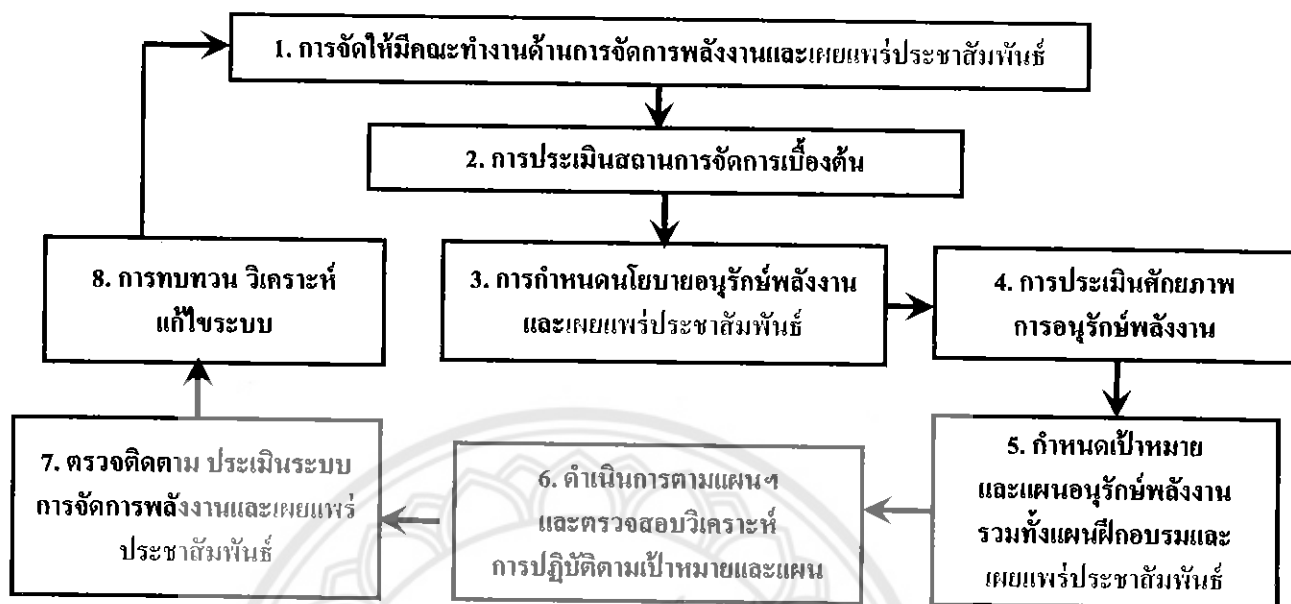 1. การจัดให้มีคณะทำงานด้านการจัดการพลังงานและเผยแพร่ประชาสัมพันธ์
2. การประเมินสถานการจัดการเบื้องต้น
3. การกำหนดนโยบายอนุรักษ์พลังงาน
และเผยแพร่ประชาสัมพันธ์
4. การประเมินศักยภาพ
การอนุรักษ์พลังงาน
5. กำหนดเป้าหมาย
และแผนอนุรักษ์พลังงาน
รวมทั้งแผนฝึกอบรมและ
เผยแพร่ประชาสัมพันธ์
6. ดำเนินการตามแผนฯ
และตรวจสอบวิเคราะห์
การปฏิบัติตามเป้าหมายและแผน
7. ตรวจติดตาม ประเมินระบบ
การจัดการพลังงานและเผยแพร่
ประชาสัมพันธ์
8. การทบทวน วิเคราะห์
แก้ไขระบบ